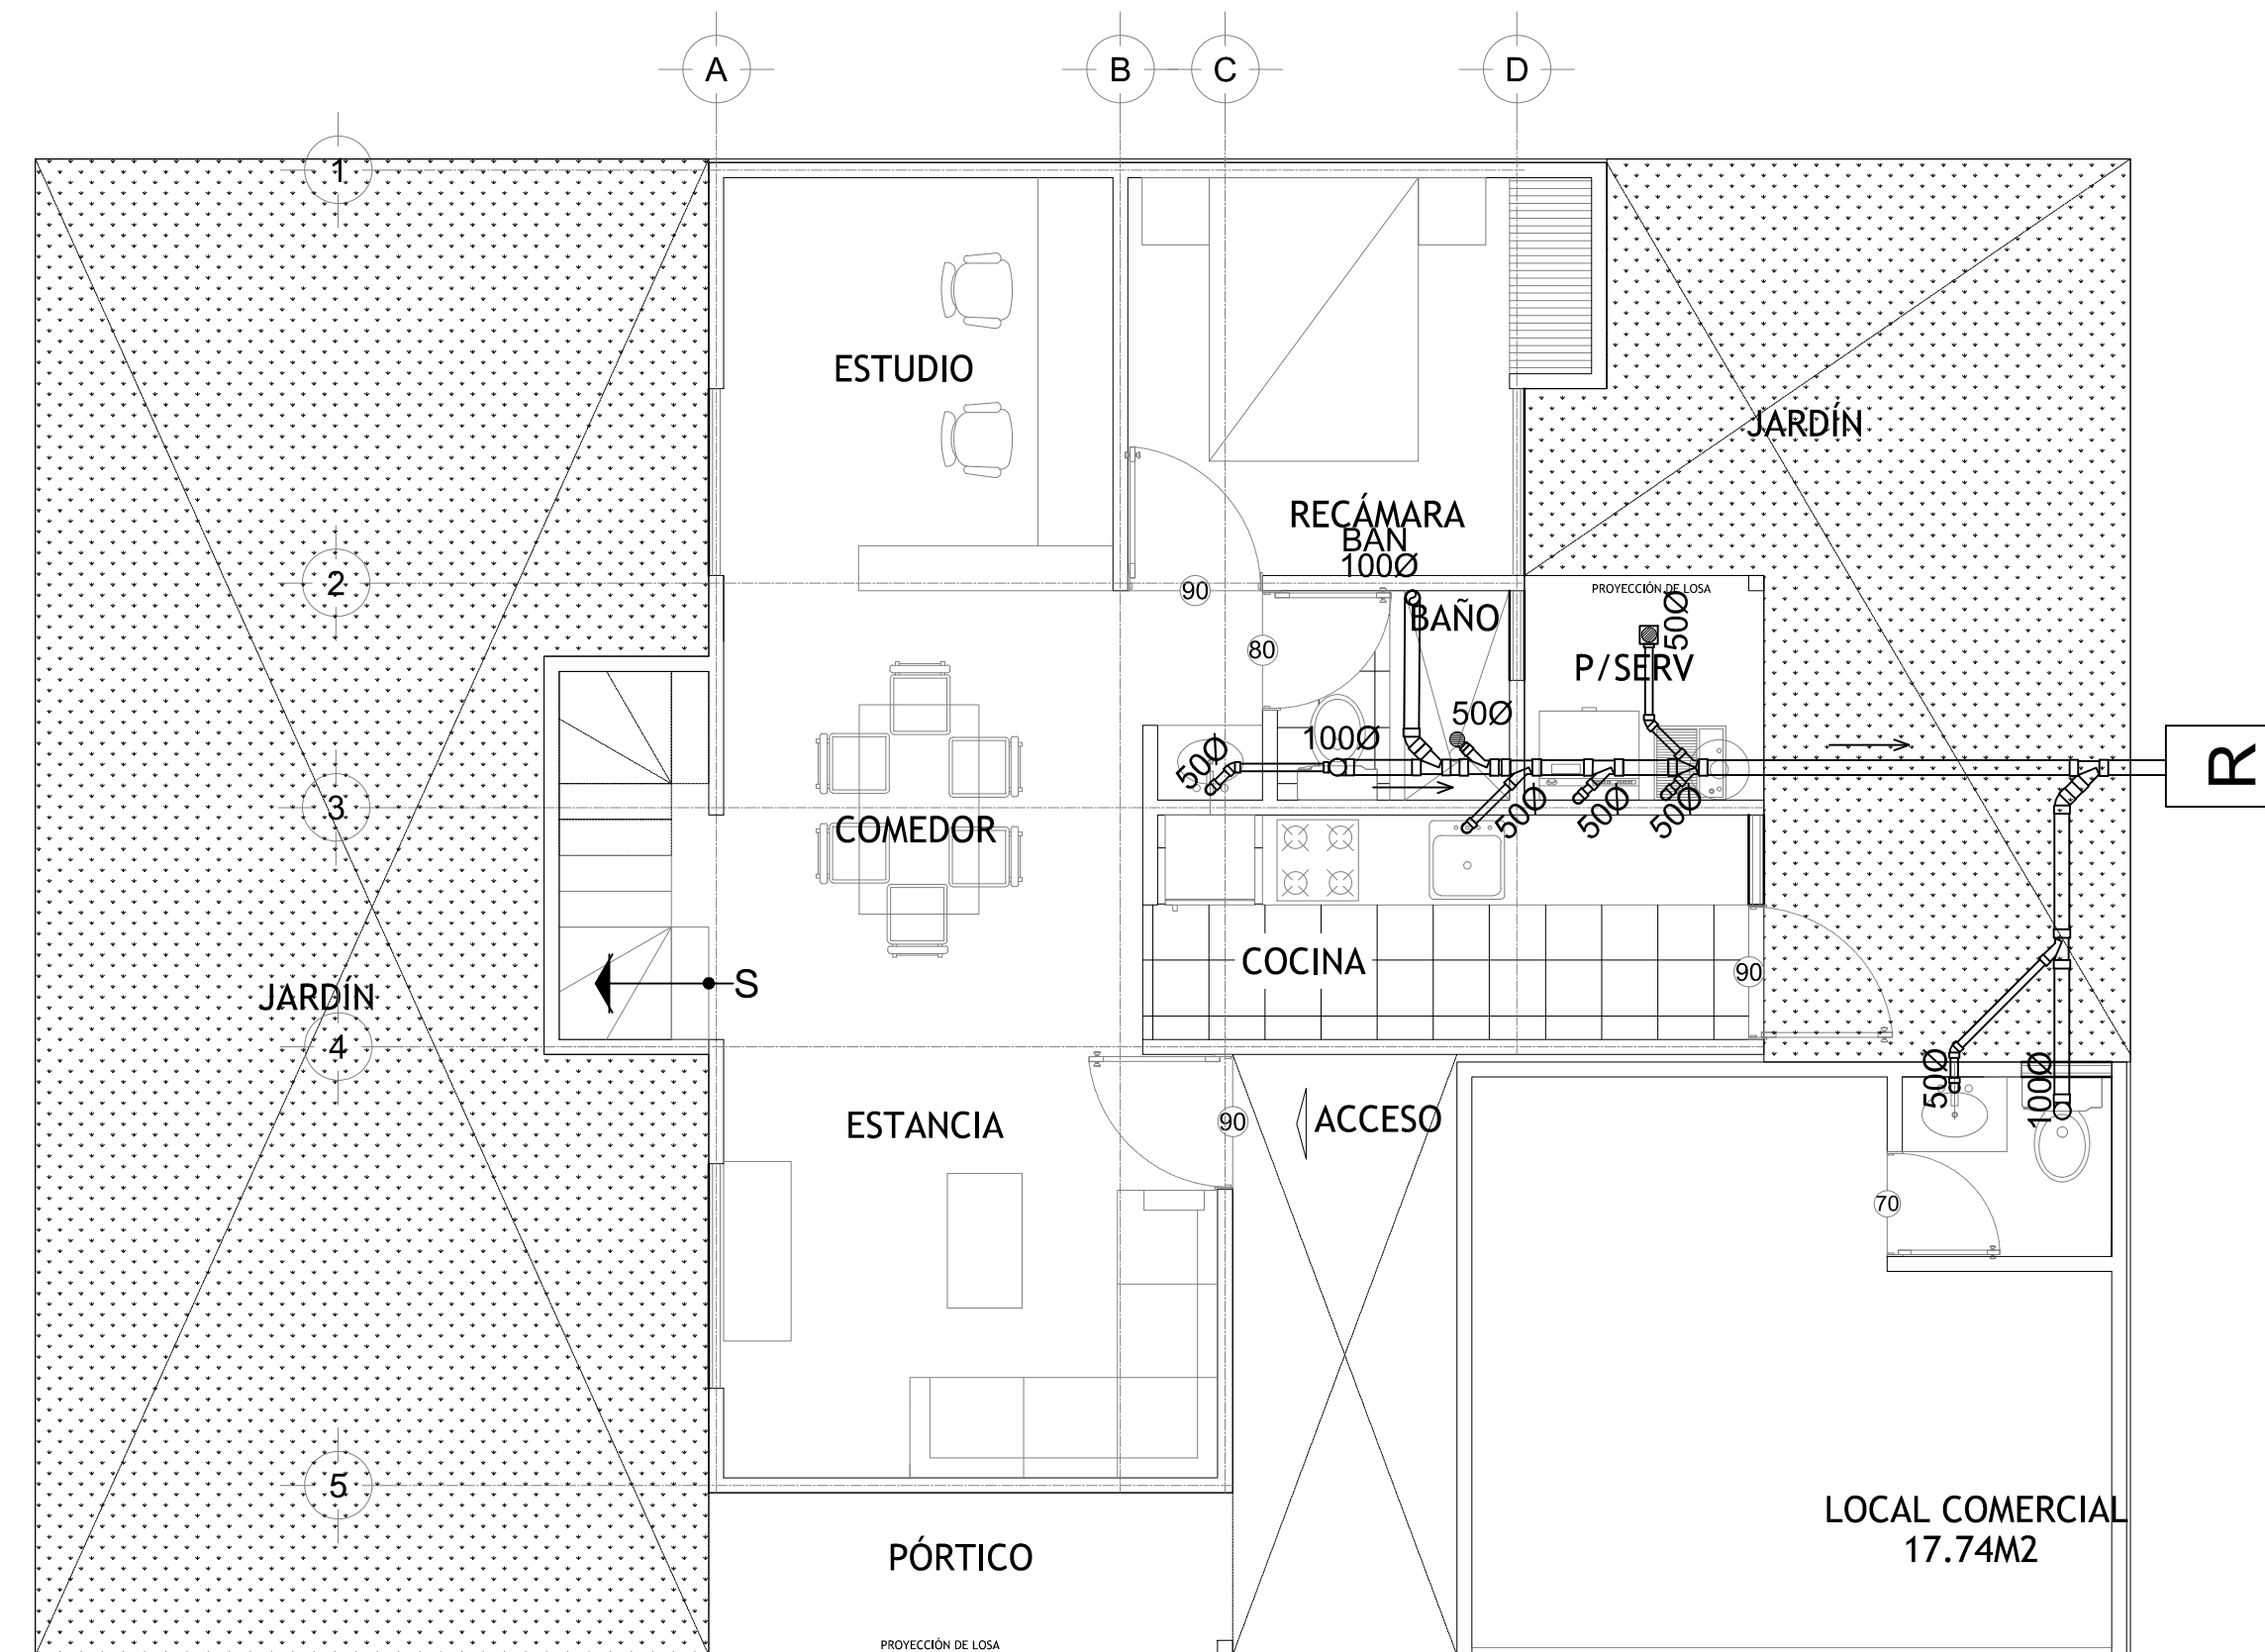 A
B
C
D
1
ESTUDIO
JARDÍN
RECÁMARA
BAN
100Ø
2
90
PROYECCIÓN DE LOSA
BAÑO
50Ø
80
P/SERV
50Ø
100Ø
50Ø
R
3
COMEDOR
50Ø
50Ø
50Ø
COCINA
90
S
JARDÍN
4
50Ø
100Ø
ESTANCIA
90
ACCESO
70
5
LOCAL COMERCIAL
17.74M2
PÓRTICO
PROYECCIÓN DE LOSA